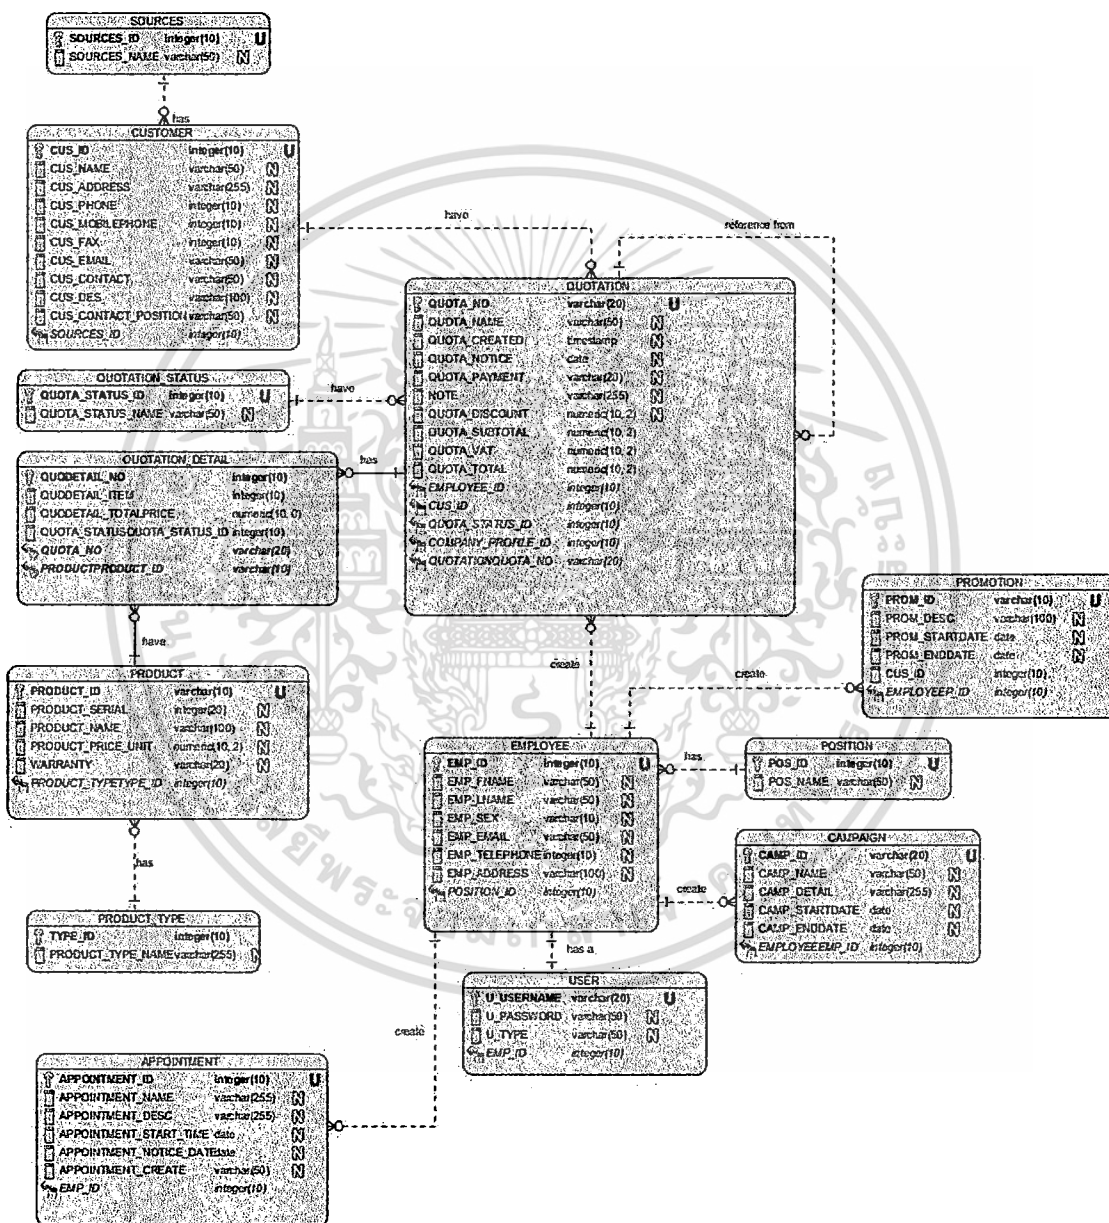 SOURCES
SOURCES_ID integer(10) U
SOURCES_NAME varchar(50) N
has
CUSTOMER
CUS_ID integer(10) U
CUS_NAME varchar(50) N
CUS_ADDRESS varchar(255) N
CUS_PHONE integer(10) N
CUS_MOBILEPHONE integer(10) N
CUS_FAX integer(10) N
CUS_EMAIL varchar(50) N
CUS_CONTACT varchar(50) N
CUS_DES varchar(100) N
CUS_CONTACT_POSITION varchar(50) N
SOURCES_ID integer(10)
have
reference from
QUOTATION
QUOTA_NO varchar(20) U
QUOTA_NAME varchar(50) N
QUOTA_CREATED timestamp N
QUOTA_NOTICE date N
QUOTA_PAYMENT varchar(20) N
NOTE varchar(255) N
QUOTA_DISCOUNT numeric(10, 2) N
QUOTA_SUBTOTAL numeric(10, 2)
QUOTA_VAT numeric(10, 2)
QUOTA_TOTAL numeric(10, 2)
EMPLOYEE_ID integer(10)
CUS_ID integer(10)
QUOTA_STATUS_ID integer(10)
COMPANY_PROFILE_ID integer(10)
QUOTATIONQUOTA_NO varchar(20)
QUOTATION_STATUS
QUOTA_STATUS_ID integer(10) U
QUOTA_STATUS_NAME varchar(50) N
have
QUOTATION_DETAIL
QUODETAIL_NO integer(10)
QUODETAIL_ITEM integer(10)
QUODETAIL_TOTALPRICE numeric(10, 0)
QUOTA_STATUSQUOTA_STATUS_ID integer(10)
QUOTA_NO varchar(20)
PRODUCTPRODUCT_ID varchar(10)
has
have
PRODUCT
PRODUCT_ID varchar(10) U
PRODUCT_SERIAL integer(20) N
PRODUCT_NAME varchar(100) N
PRODUCT_PRICE_UNIT numeric(10, 2) N
WARRANTY varchar(20) N
PRODUCT_TYPETYPE_ID integer(10)
has
PRODUCT_TYPE
TYPE_ID integer(10)
PRODUCT_TYPE_NAME varchar(255) N
PROMOTION
PROM_ID varchar(10) U
PROM_DESC varchar(100) N
PROM_STARTDATE date N
PROM_ENDDATE date N
CUS_ID integer(10)
EMPLOYEEP_ID integer(10)
create
create
EMPLOYEE
EMP_ID integer(10) U
EMP_FNAME varchar(50) N
EMP_LNAME varchar(50) N
EMP_SEX varchar(10) N
EMP_EMAIL varchar(50) N
EMP_TELEPHONE integer(10) N
EMP_ADDRESS varchar(100) N
POSITION_ID integer(10)
has
POSITION
POS_ID integer(10) U
POS_NAME varchar(50) N
create
CAMPAIGN
CAMP_ID varchar(20) U
CAMP_NAME varchar(50) N
CAMP_DETAIL varchar(255) N
CAMP_STARTDATE date N
CAMP_ENDDATE date N
EMPLOYEEEMP_ID integer(10)
has a
USER
U_USERNAME varchar(20) U
U_PASSWORD varchar(50) N
U_TYPE varchar(50) N
EMP_ID integer(10)
create
APPOINTMENT
APPOINTMENT_ID integer(10) U
APPOINTMENT_NAME varchar(255) N
APPOINTMENT_DESC varchar(255) N
APPOINTMENT_START_TIME date N
APPOINTMENT_NOTICE_DATE date N
APPOINTMENT_CREATE varchar(50) N
EMP_ID integer(10)